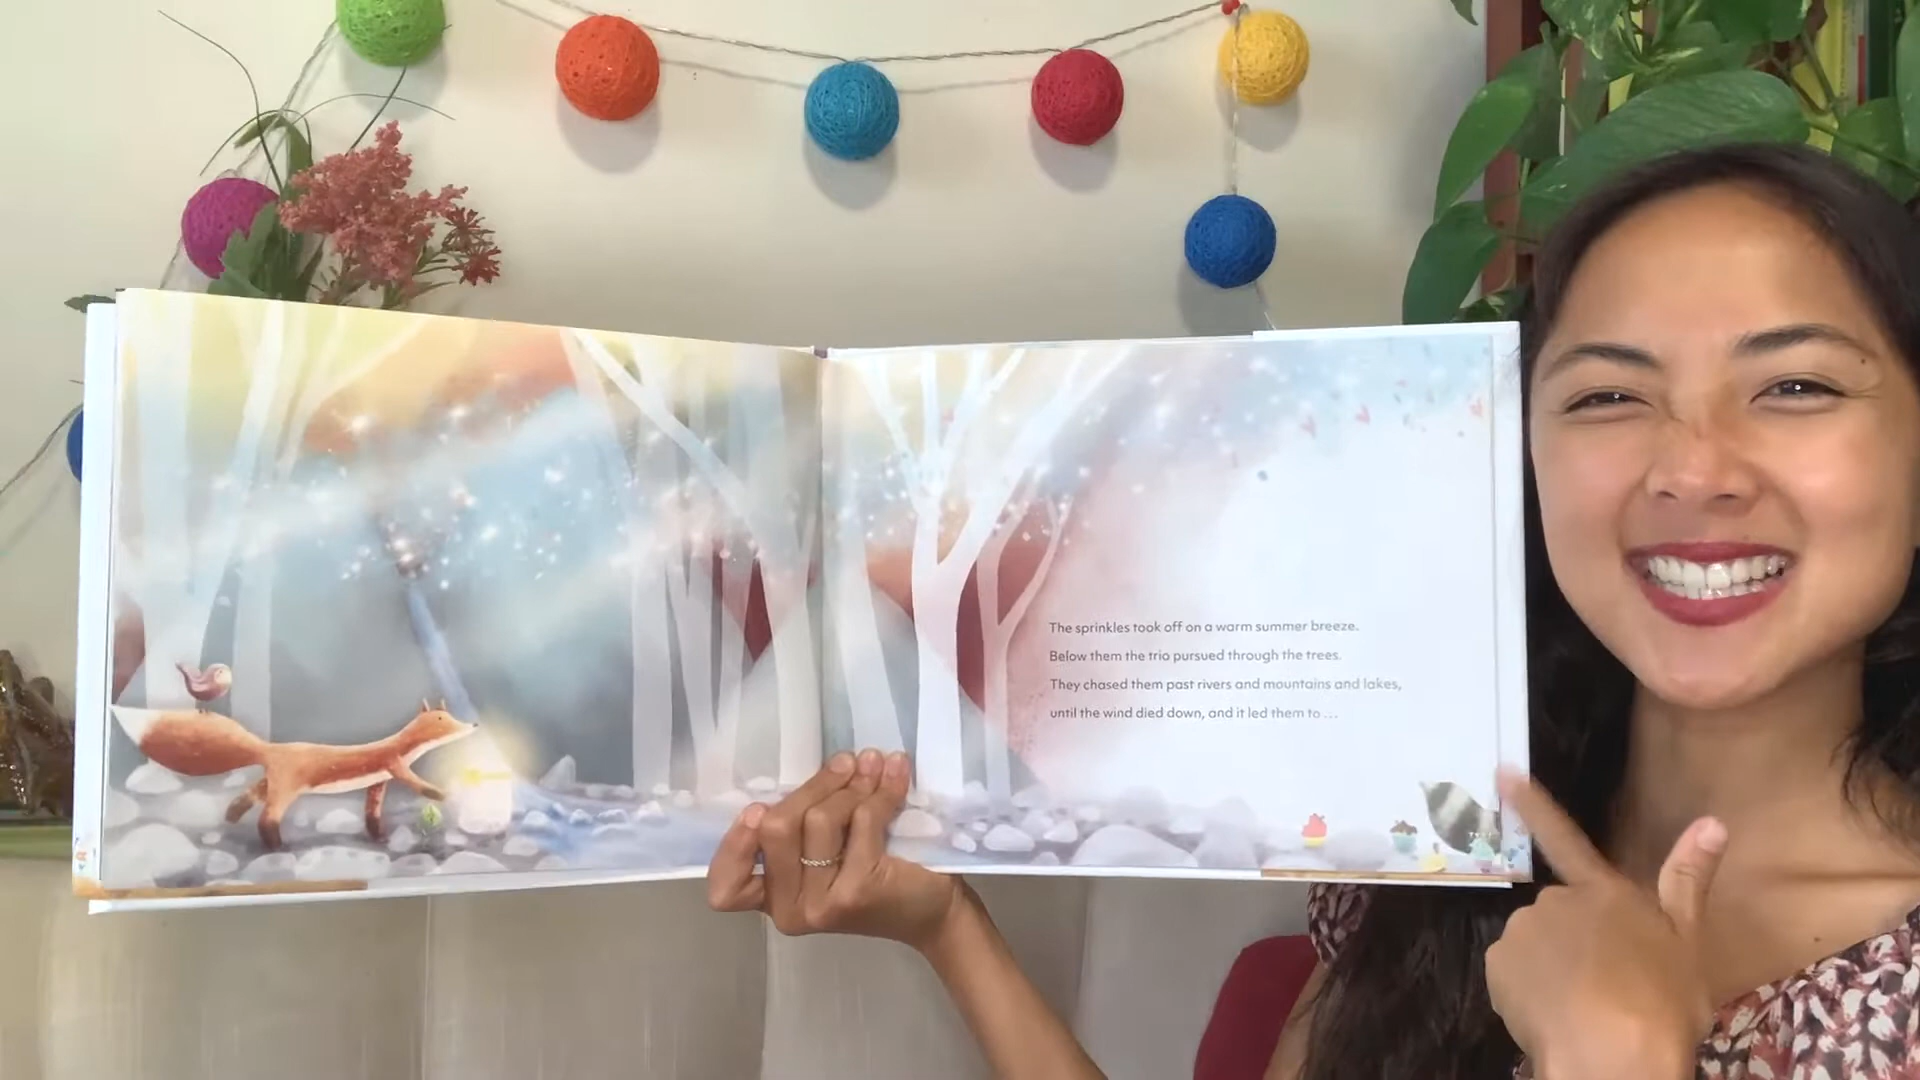 The sprinkles took off on a warm summer breeze.
Below them the trio pursued through the trees.
They chased them past rivers and mountains and lakes,
until the wind died down, and it led them to ...